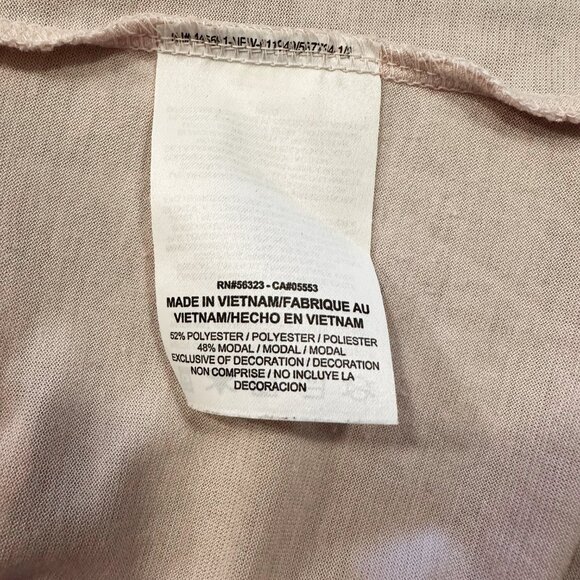 RN#56323 - CA#05553
MADE IN VIETNAM/FABRIQUE AU
VIETNAM/HECHO EN VIETNAM
52% POLYESTER / POLYESTER / POLIESTER
48% MODAL / MODAL / MODAL
EXCLUSIVE OF DECORATION / DECORATION
NON COMPRISE / NO INCLUYE LA
DECORACION